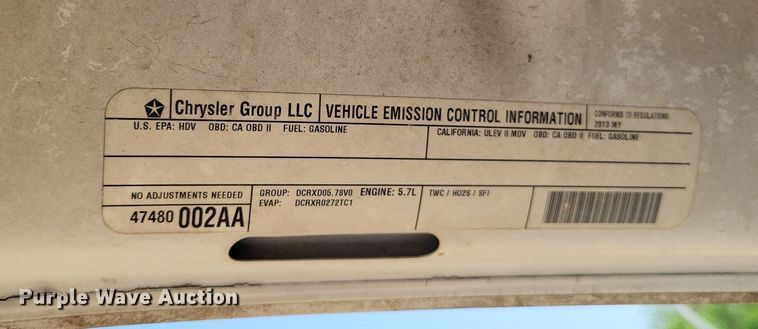 Chrysler Group LLC VEHICLE EMISSION CONTROL INFORMATION CONFORMS TO REGULATIONS:
2013 MY
U.S. EPA: HDV OBD: CA OBD II FUEL: GASOLINE
CALIFORNIA: ULEV II MDV OBD: CA OBD II FUEL: GASOLINE
NO ADJUSTMENTS NEEDED
47480 002AA
GROUP: DCRXD05.78V0 ENGINE: 5.7L
EVAP: DCRXR0272TC1
TWC / HO2S / SFI
Purple Wave Auction